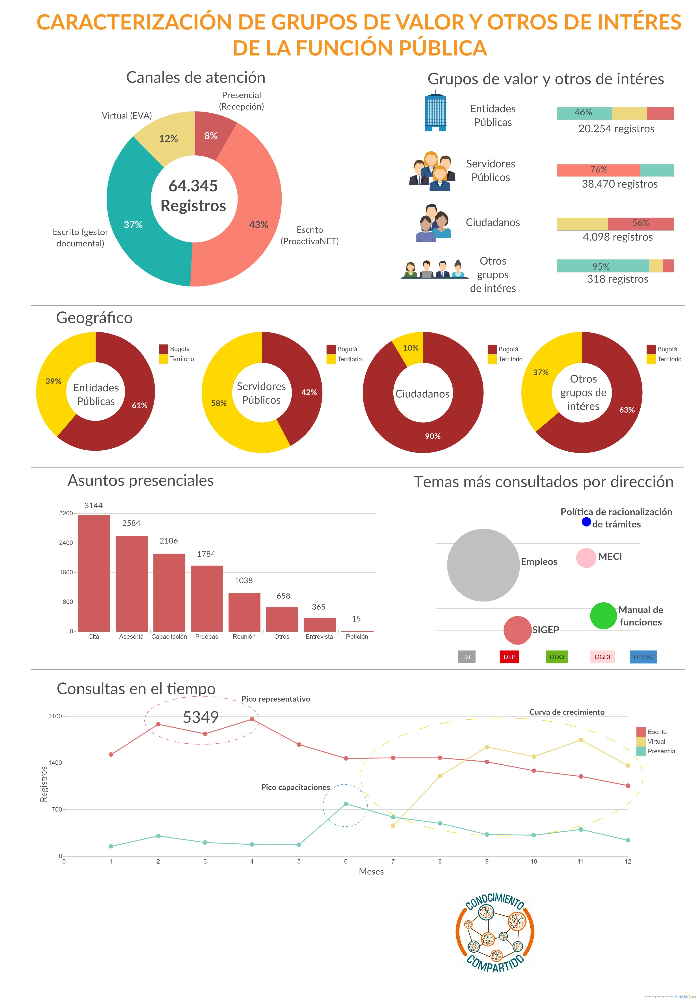 CARACTERIZACIÓN DE GRUPOS DE VALOR Y OTROS DE INTÉRES
DE LA FUNCIÓN PÚBLICA
Canales de atención
Presencial
(Recepción)
Virtual (EVA)
12%
8%
64.345
Registros
37%
43%
Escrito (gestor
documental)
Escrito
(ProactivaNET)
Grupos de valor y otros de intéres
Entidades
Públicas
46%
20.254 registros
Servidores
Públicos
76%
38.470 registros
Ciudadanos
56%
4.098 registros
Otros
grupos
de intéres
95%
318 registros
Geográfico
39%
Entidades
Públicas
61%
Bogotá
Territorio
58%
Servidores
Públicos
42%
Bogotá
Territorio
10%
Ciudadanos
90%
Bogotá
Territorio
37%
Otros
grupos de
intéres
63%
Bogotá
Territorio
Asuntos presenciales
3200
2400
1600
800
0
3144
2584
2106
1784
1038
658
365
15
Cita
Asesoría
Capacitación
Pruebas
Reunión
Otros
Entrevista
Petición
Temas más consultados por dirección
Política de racionalización
de trámites
Empleos
MECI
Manual de
funciones
SIGEP
DJ
DEP
DDO
DGDI
DPTSC
Consultas en el tiempo
Pico representativo
5349
Curva de crecimiento
Pico capacitaciones
Escrito
Virtual
Presencial
Registros
2100
1400
700
0
0 1 2 3 4 5 6 7 8 9 10 11 12
Meses
CONOCIMIENTO
COMPARTIDO
[online diagramming & design] creately.com